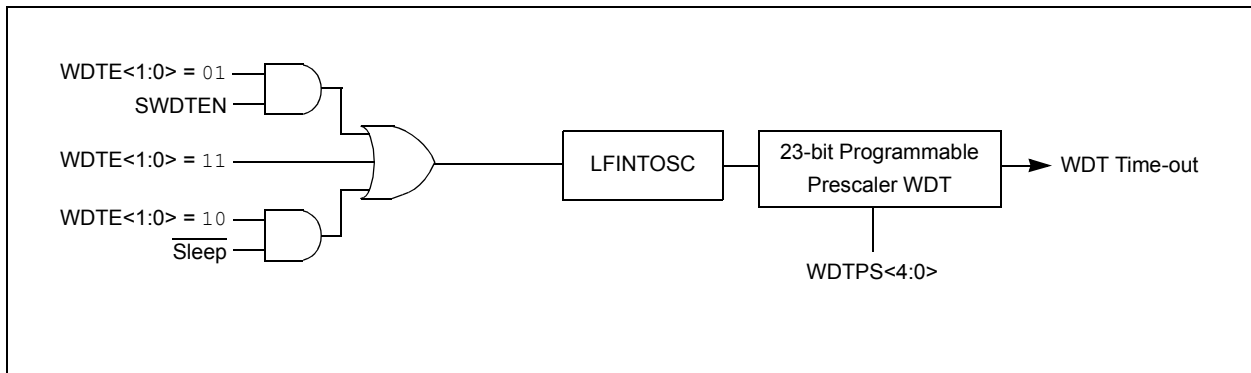 WDTE<1:0> = 01
SWDTEN
WDTE<1:0> = 11
WDTE<1:0> = 10
Sleep
LFINTOSC
23-bit Programmable
Prescaler WDT
WDT Time-out
WDTPS<4:0>